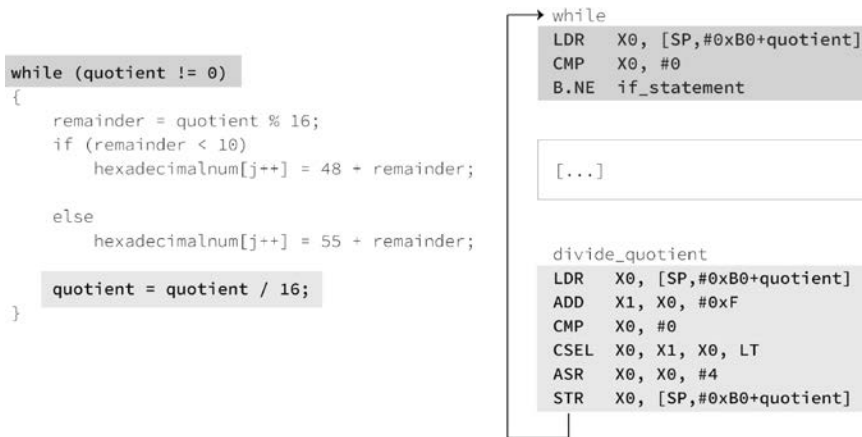 while (quotient != 0)
{
    remainder = quotient % 16;
    if (remainder < 10)
        hexadecimalnum[j++] = 48 + remainder;
    else
        hexadecimalnum[j++] = 55 + remainder;
    quotient = quotient / 16;
}
while
LDR X0, [SP,#0xB0+quotient]
CMP X0, #0
B.NE if_statement
[...]
divide_quotient
LDR X0, [SP,#0xB0+quotient]
ADD X1, X0, #0xF
CMP X0, #0
CSEL X0, X1, X0, LT
ASR X0, X0, #4
STR X0, [SP,#0xB0+quotient]